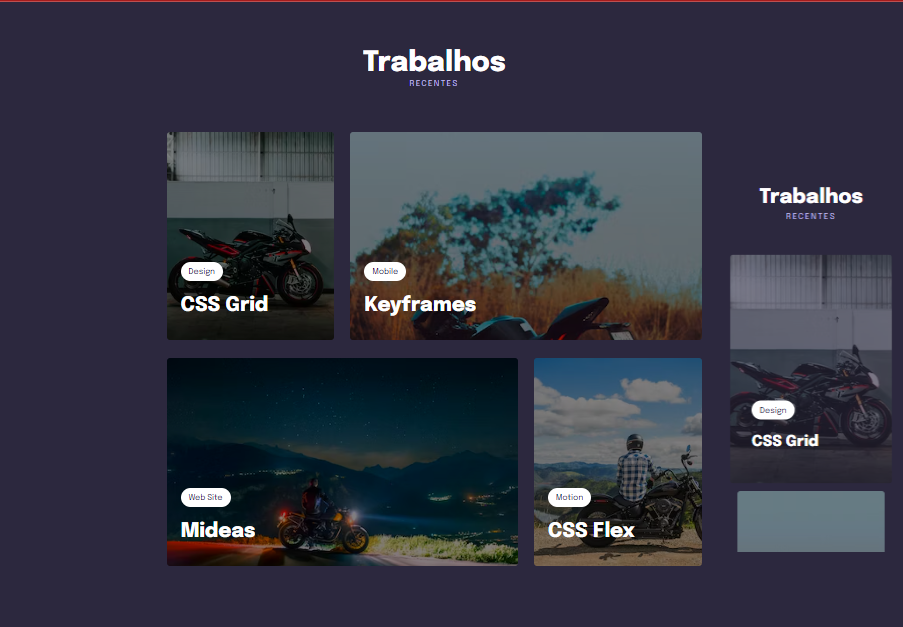 Trabalhos
RECENTES
Design
CSS Grid
Mobile
Keyframes
Web Site
Mideas
Motion
CSS Flex
Trabalhos
RECENTES
Design
CSS Grid